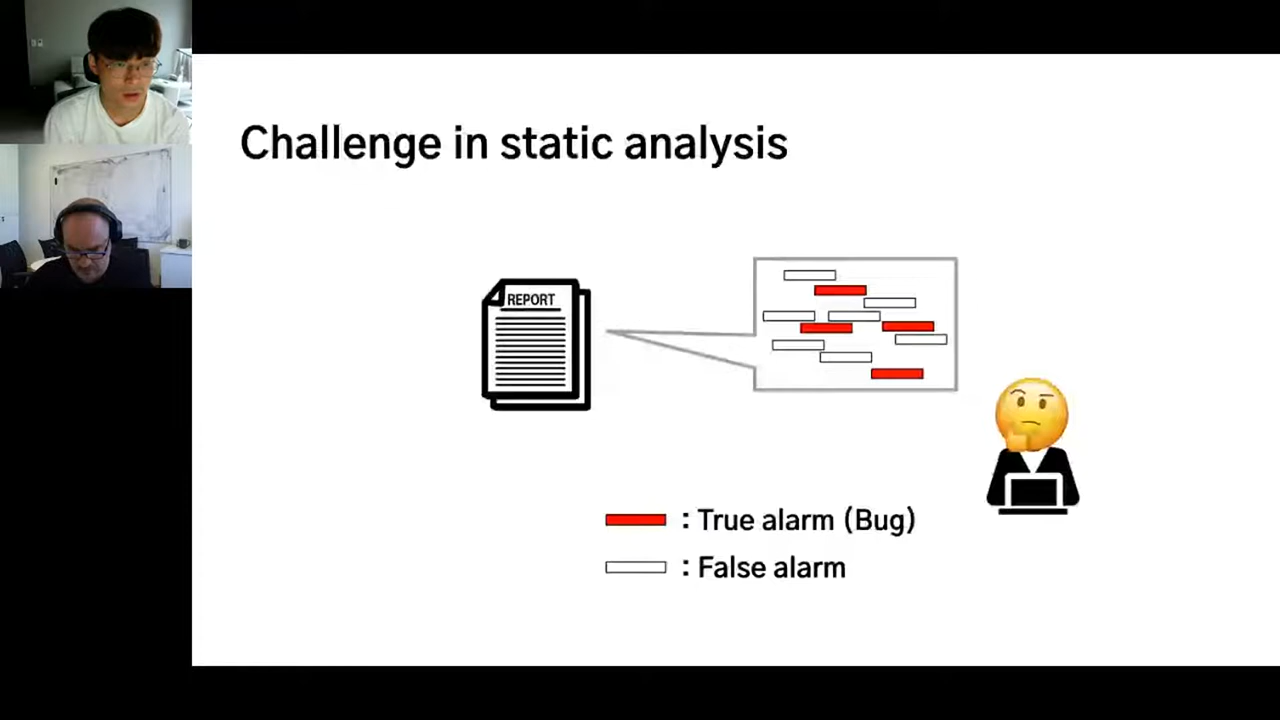 Challenge in static analysis
REPORT
: True alarm (Bug)
: False alarm